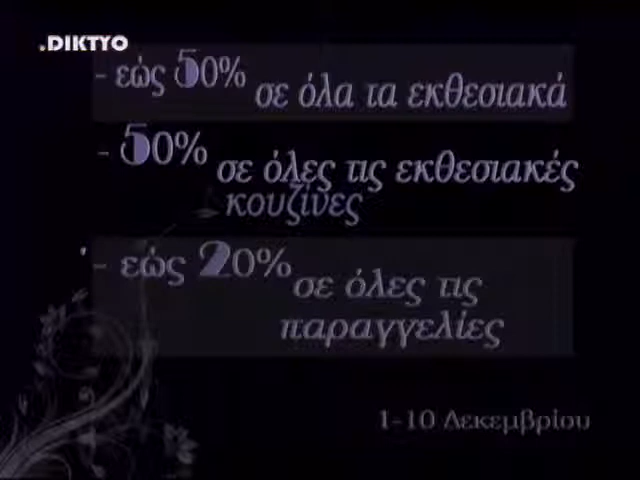 .ΔΙΚΤΥΟ
- εώς 50%
σε όλα τα εκθεσιακά
- 50%
σε όλες τις εκθεσιακές
κουζίνες
- εώς 20%
σε όλες τις
παραγγελίες
1-10 Δεκεμβρίου